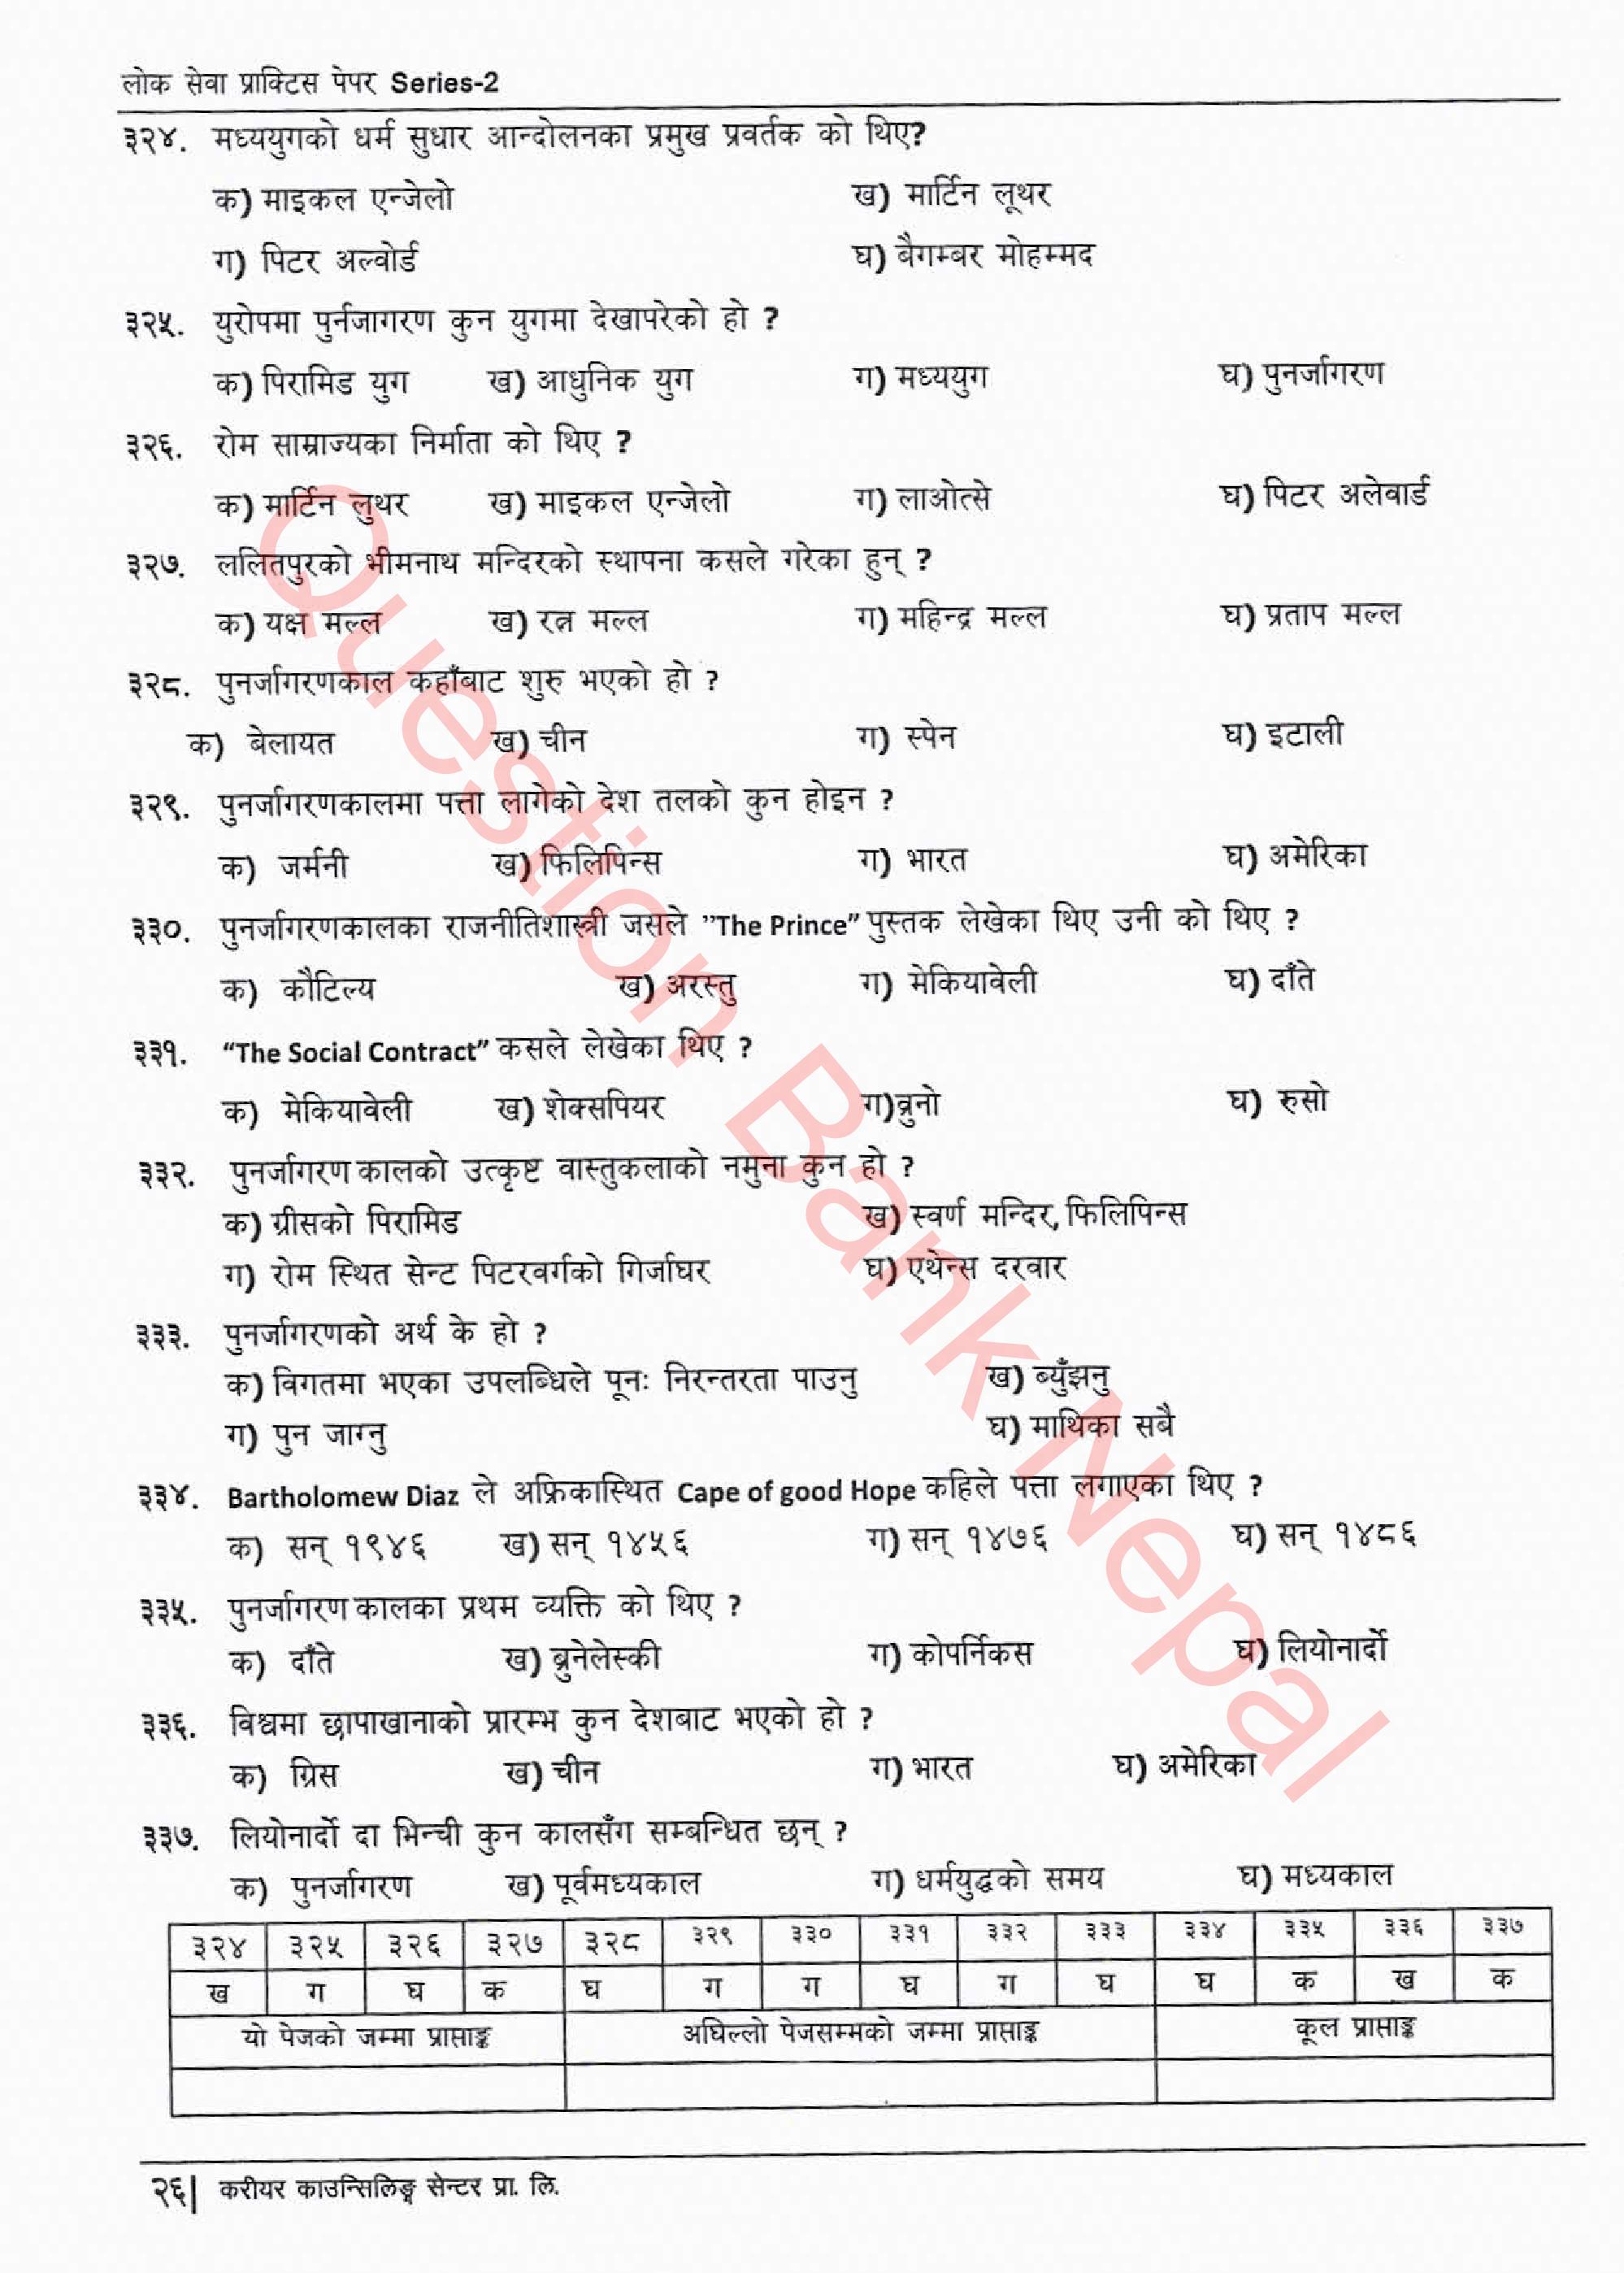 लोक सेवा प्राक्टिस पेपर Series-2
३२४. मध्ययुगको धर्म सुधार आन्दोलनका प्रमुख प्रवर्तक को थिए?
क) माइकल एन्जेलो ख) मार्टिन लूथर
ग) पिटर अल्वोर्ड घ) बैगम्बर मोहम्मद
३२५. युरोपमा पुर्नजागरण कुन युगमा देखापरेको हो ?
क) पिरामिड युग ख) आधुनिक युग ग) मध्ययुग घ) पुनर्जागरण
३२६. रोम साम्राज्यका निर्माता को थिए ?
क) मार्टिन लुथर ख) माइकल एन्जेलो ग) लाओत्से घ) पिटर अलेवार्ड
३२७. ललितपुरको भीमनाथ मन्दिरको स्थापना कसले गरेका हुन् ?
क) यक्ष मल्ल ख) रत्न मल्ल ग) महिन्द्र मल्ल घ) प्रताप मल्ल
३२८. पुनर्जागरणकाल कहाँबाट शुरु भएको हो ?
क) बेलायत ख) चीन ग) स्पेन घ) इटाली
३२९. पुनर्जागरणकालमा पत्ता लागेको देश तलको कुन होइन ?
क) जर्मनी ख) फिलिपिन्स ग) भारत घ) अमेरिका
३३०. पुनर्जागरणकालका राजनीतिशास्त्री जसले ”The Prince” पुस्तक लेखेका थिए उनी को थिए ?
क) कौटिल्य ख) अरस्तु ग) मेकियावेली घ) दाँते
३३१. “The Social Contract” कसले लेखेका थिए ?
क) मेकियावेली ख) शेक्सपियर ग)ब्रुनो घ) रुसो
३३२. पुनर्जागरण कालको उत्कृष्ट वास्तुकलाको नमुना कुन हो ?
क) ग्रीसको पिरामिड ख) स्वर्ण मन्दिर, फिलिपिन्स
ग) रोम स्थित सेन्ट पिटरवर्गको गिर्जाघर घ) एथेन्स दरवार
३३३. पुनर्जागरणको अर्थ के हो ?
क) विगतमा भएका उपलब्धिले पूनः निरन्तरता पाउनु ख) ब्युँझनु
ग) पुन जाग्नु घ) माथिका सबै
३३४. Bartholomew Diaz ले अफ्रिकास्थित Cape of good Hope कहिले पत्ता लगाएका थिए ?
क) सन् १९४६ ख) सन् १४५६ ग) सन् १४७६ घ) सन् १४८६
३३५. पुनर्जागरण कालका प्रथम व्यक्ति को थिए ?
क) दाँते ख) ब्रुनेलेस्की ग) कोपर्निकस घ) लियोनार्दो
३३६. विश्वमा छापाखानाको प्रारम्भ कुन देशबाट भएको हो ?
क) ग्रिस ख) चीन ग) भारत घ) अमेरिका
३३७. लियोनार्दो दा भिन्ची कुन कालसँग सम्बन्धित छन् ?
क) पुनर्जागरण ख) पूर्वमध्यकाल ग) धर्मयुद्धको समय घ) मध्यकाल
३२४ ३२५ ३२६ ३२७ ३२८ ३२९ ३३० ३३१ ३३२ ३३३ ३३४ ३३५ ३३६ ३३७
ख ग घ क घ ग ग घ ग घ घ क ख क
यो पेजको जम्मा प्राप्ताङ्क अघिल्लो पेजसम्मको जम्मा प्राप्ताङ्क कूल प्राप्ताङ्क
२६| करीयर काउन्सिलिङ्ग सेन्टर प्रा. लि.
Question Bank Nepal